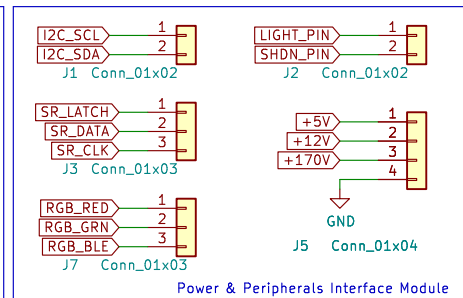 I2C_SCL 1
I2C_SDA 2
J1 Conn_01x02
LIGHT_PIN 1
SHDN_PIN 2
J2 Conn_01x02
SR_LATCH 1
SR_DATA 2
SR_CLK 3
J3 Conn_01x03
+5V 1
+12V 2
+170V 3
4
GND
J5 Conn_01x04
RGB_RED 1
RGB_GRN 2
RGB_BLE 3
J7 Conn_01x03
Power & Peripherals Interface Module